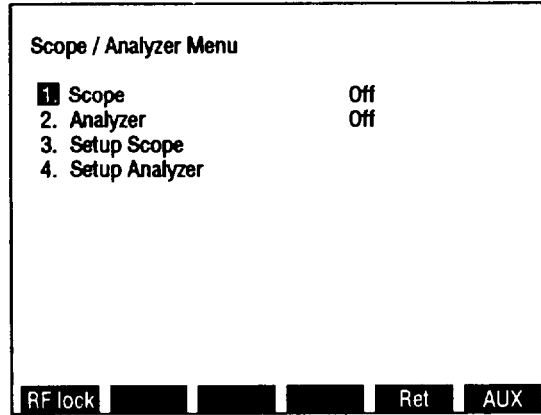 Scope / Analyzer Menu
1. Scope Off
2. Analyzer Off
3. Setup Scope
4. Setup Analyzer
RF lock Ret AUX